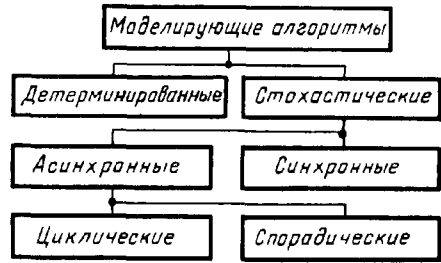 Моделирующие алгоритмы
Детерминированные
Стохастические
Асинхронные
Синхронные
Циклические
Спорадические